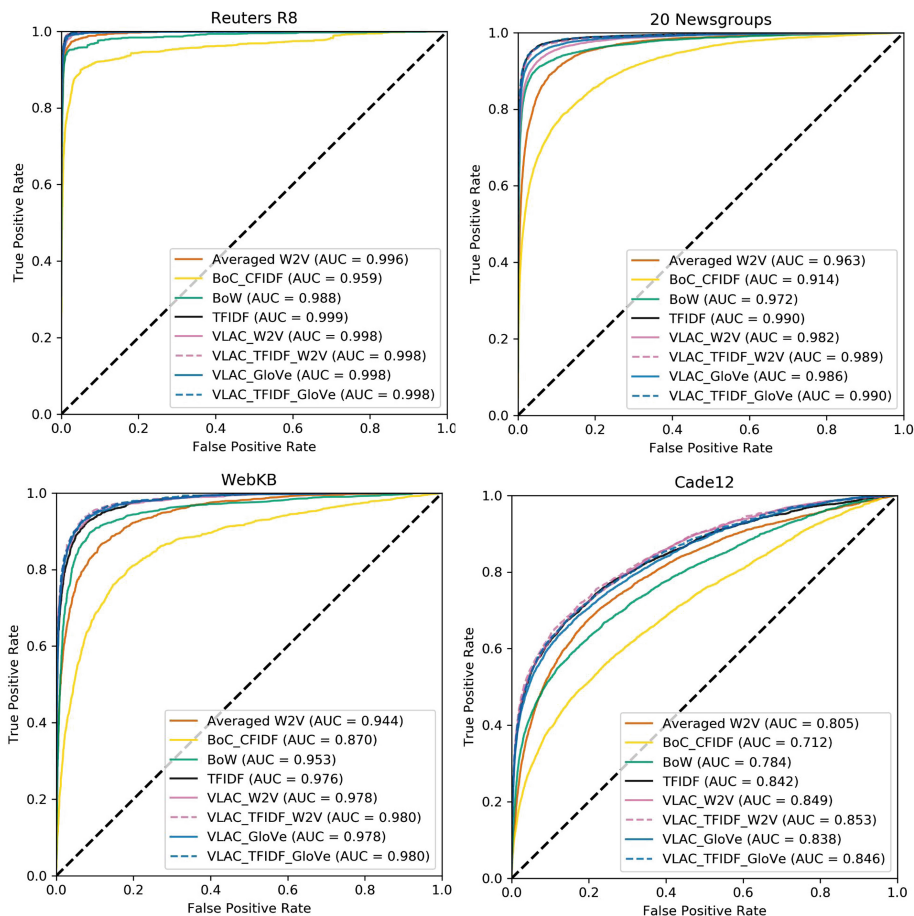 Reuters R8
1.0
0.8
0.6
0.4
0.2
0.0
True Positive Rate
Averaged W2V (AUC = 0.996)
BoC_CFIDF (AUC = 0.959)
BoW (AUC = 0.988)
TFIDF (AUC = 0.999)
VLAC_W2V (AUC = 0.998)
VLAC_TFIDF_W2V (AUC = 0.998)
VLAC_GloVe (AUC = 0.998)
VLAC_TFIDF_GloVe (AUC = 0.998)
0.0 0.2 0.4 0.6 0.8 1.0
False Positive Rate
20 Newsgroups
1.0
0.8
0.6
0.4
0.2
0.0
True Positive Rate
Averaged W2V (AUC = 0.963)
BoC_CFIDF (AUC = 0.914)
BoW (AUC = 0.972)
TFIDF (AUC = 0.990)
VLAC_W2V (AUC = 0.982)
VLAC_TFIDF_W2V (AUC = 0.989)
VLAC_GloVe (AUC = 0.986)
VLAC_TFIDF_GloVe (AUC = 0.990)
0.0 0.2 0.4 0.6 0.8 1.0
False Positive Rate
WebKB
1.0
0.8
0.6
0.4
0.2
0.0
True Positive Rate
Averaged W2V (AUC = 0.944)
BoC_CFIDF (AUC = 0.870)
BoW (AUC = 0.953)
TFIDF (AUC = 0.976)
VLAC_W2V (AUC = 0.978)
VLAC_TFIDF_W2V (AUC = 0.980)
VLAC_GloVe (AUC = 0.978)
VLAC_TFIDF_GloVe (AUC = 0.980)
0.0 0.2 0.4 0.6 0.8 1.0
False Positive Rate
Cade12
1.0
0.8
0.6
0.4
0.2
0.0
True Positive Rate
Averaged W2V (AUC = 0.805)
BoC_CFIDF (AUC = 0.712)
BoW (AUC = 0.784)
TFIDF (AUC = 0.842)
VLAC_W2V (AUC = 0.849)
VLAC_TFIDF_W2V (AUC = 0.853)
VLAC_GloVe (AUC = 0.838)
VLAC_TFIDF_GloVe (AUC = 0.846)
0.0 0.2 0.4 0.6 0.8 1.0
False Positive Rate